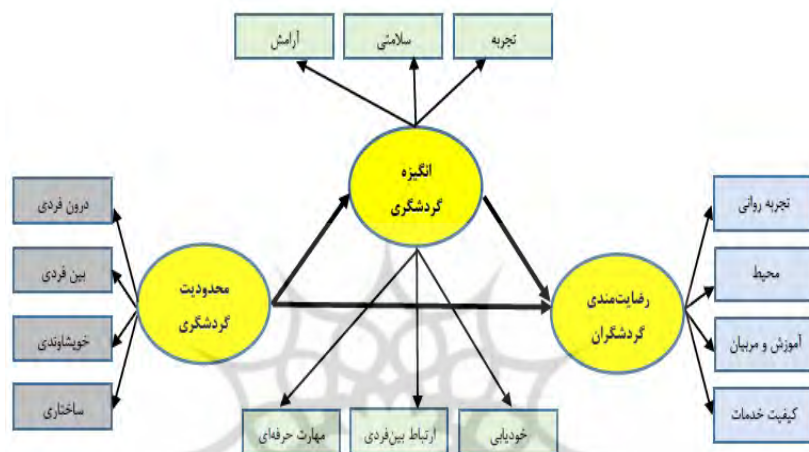 تجربه
سلامتی
آرامش
انگیزه
گردشگری
درون فردی
بین فردی
خویشاوندی
ساختاری
محدودیت
گردشگری
رضایت‌مندی
گردشگران
تجربه روانی
محیط
آموزش و مربیان
کیفیت خدمات
خودیابی
ارتباط بین‌فردی
مهارت حرفه‌ای